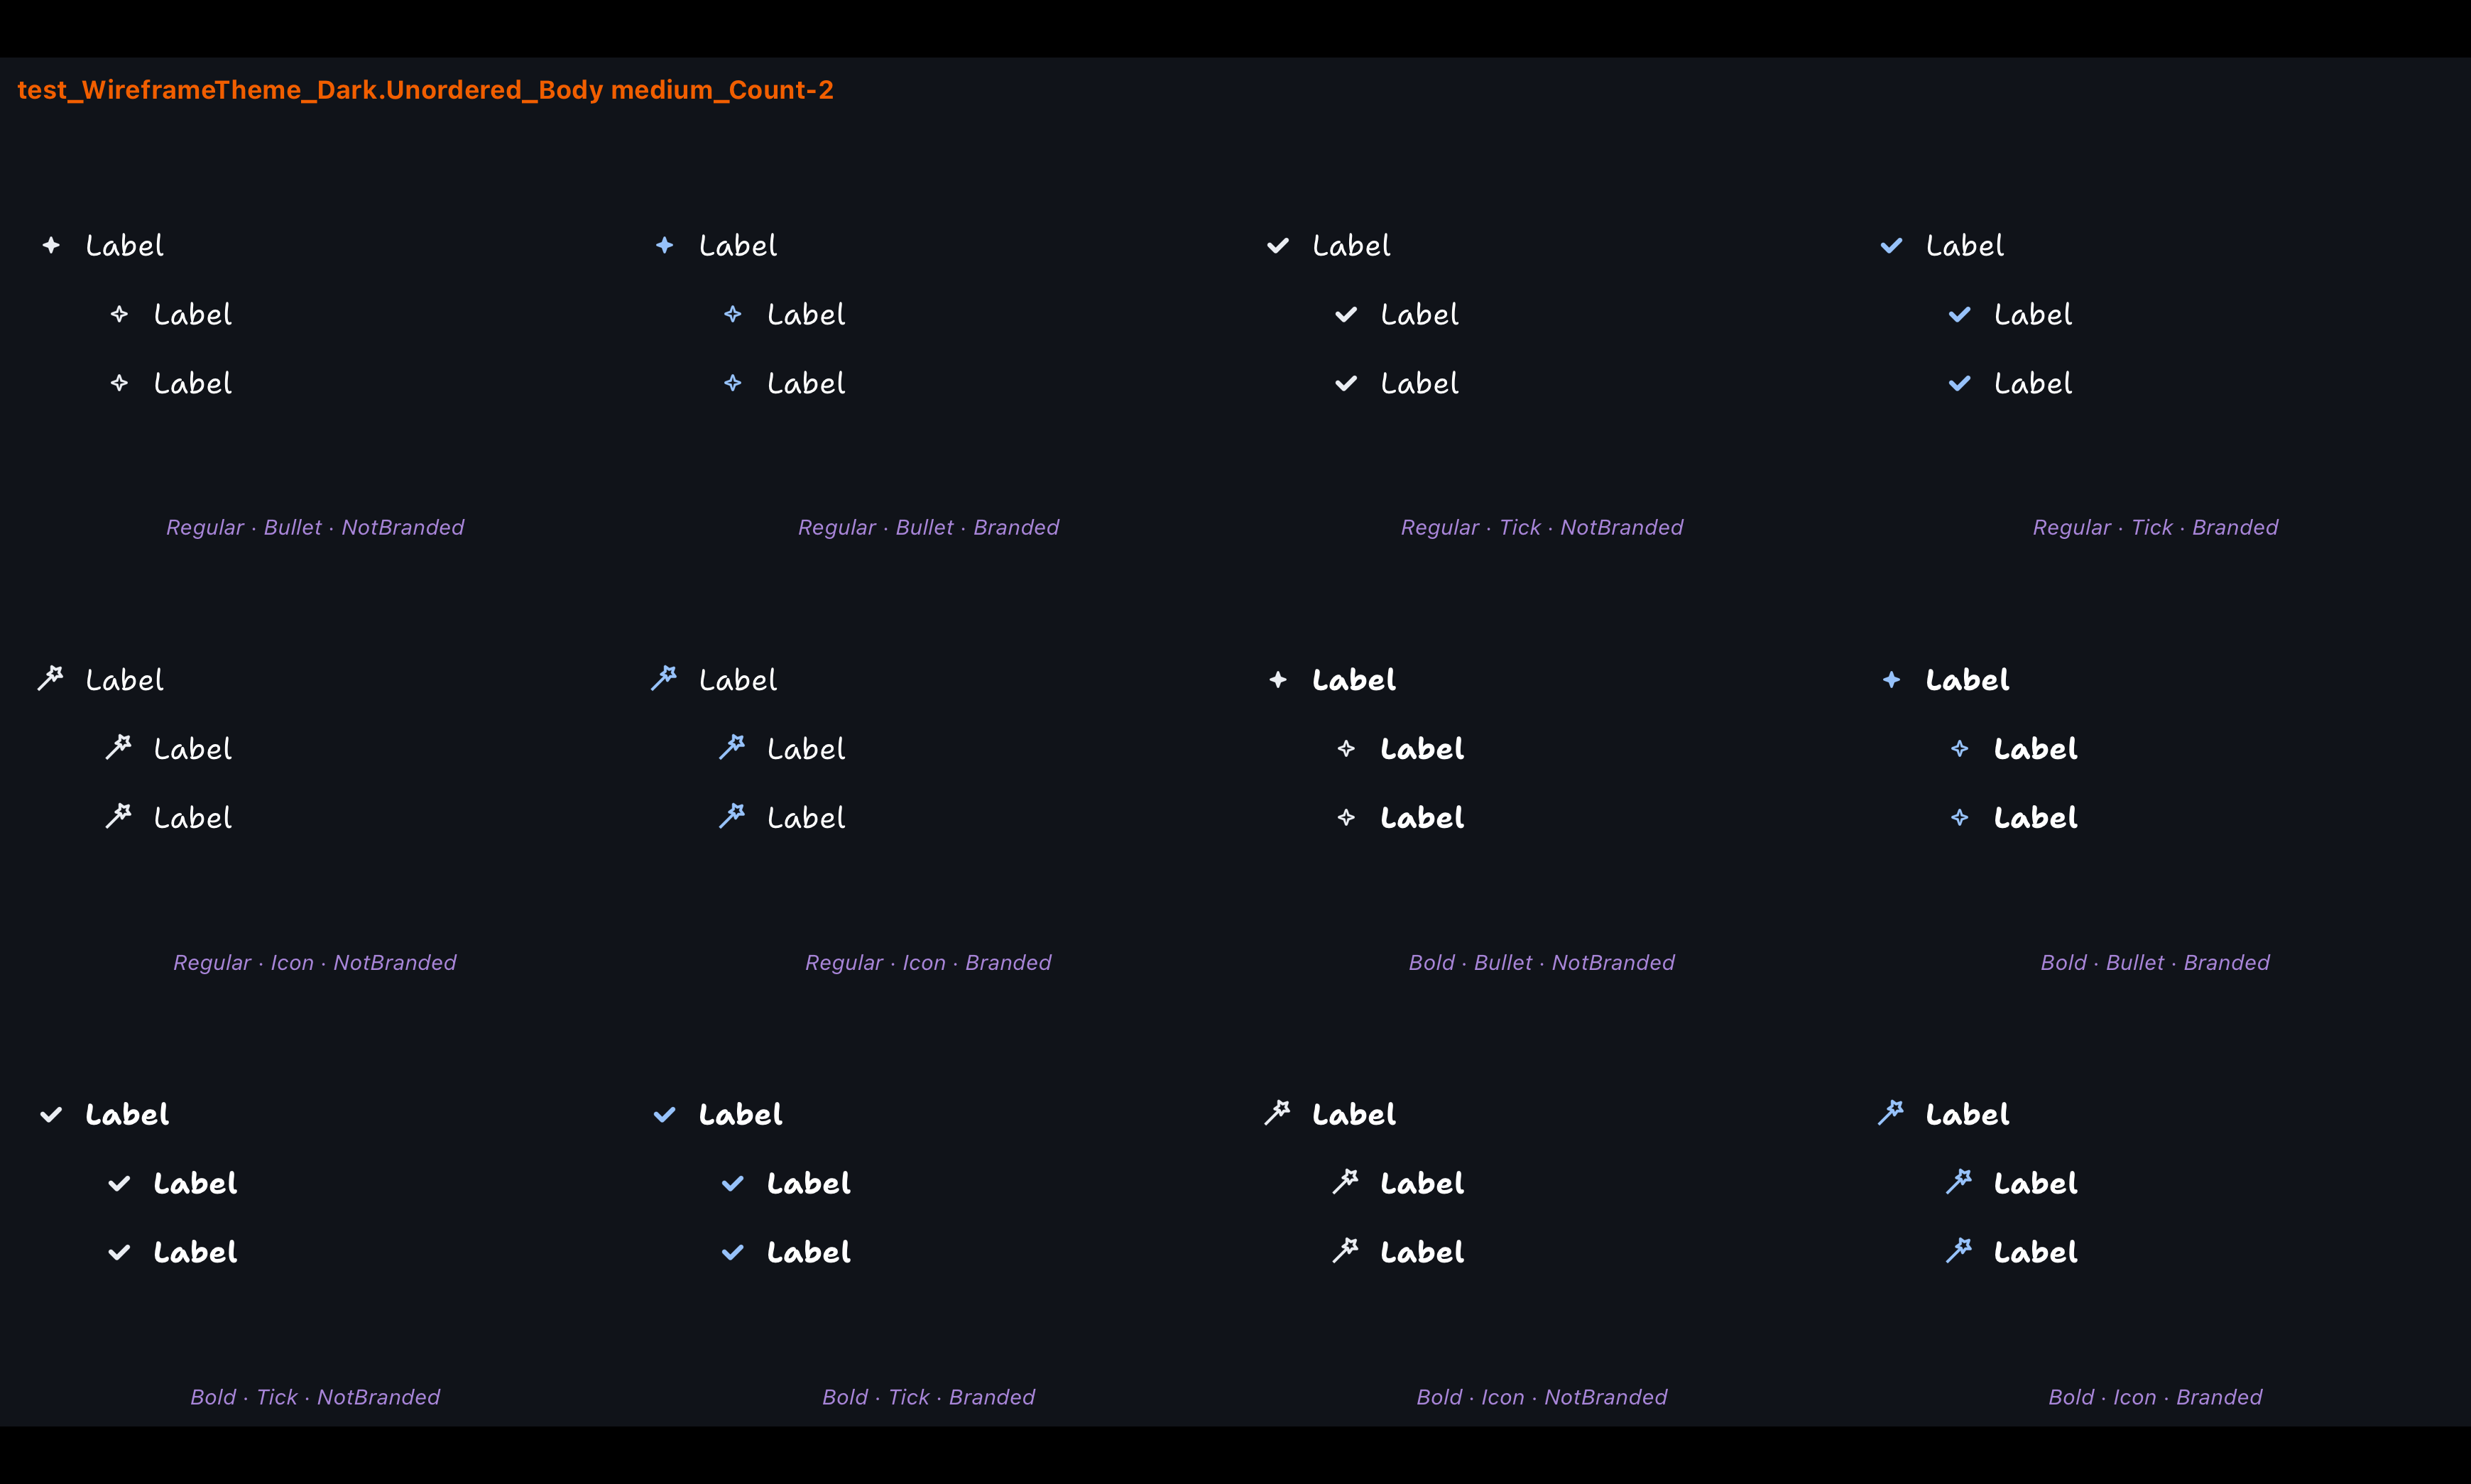 test_WireframeTheme_Dark.Unordered_Body medium_Count-2
Label
Label
Label
Regular · Bullet · NotBranded
Label
Label
Label
Regular · Bullet · Branded
Label
Label
Label
Regular · Tick · NotBranded
Label
Label
Label
Regular · Tick · Branded
Label
Label
Label
Regular · Icon · NotBranded
Label
Label
Label
Regular · Icon · Branded
Label
Label
Label
Bold · Bullet · NotBranded
Label
Label
Label
Bold · Bullet · Branded
Label
Label
Label
Bold · Tick · NotBranded
Label
Label
Label
Bold · Tick · Branded
Label
Label
Label
Bold · Icon · NotBranded
Label
Label
Label
Bold · Icon · Branded